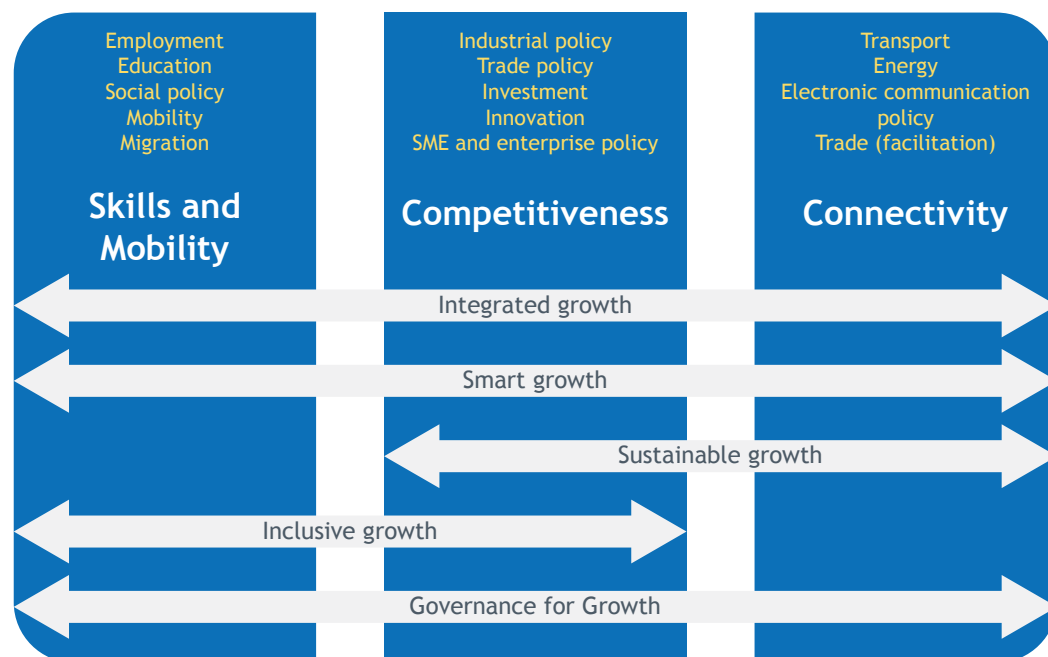 Employment
Education
Social policy
Mobility
Migration
Skills and
Mobility
Industrial policy
Trade policy
Investment
Innovation
SME and enterprise policy
Competitiveness
Transport
Energy
Electronic communication
policy
Trade (facilitation)
Connectivity
Integrated growth
Smart growth
Sustainable growth
Inclusive growth
Governance for Growth